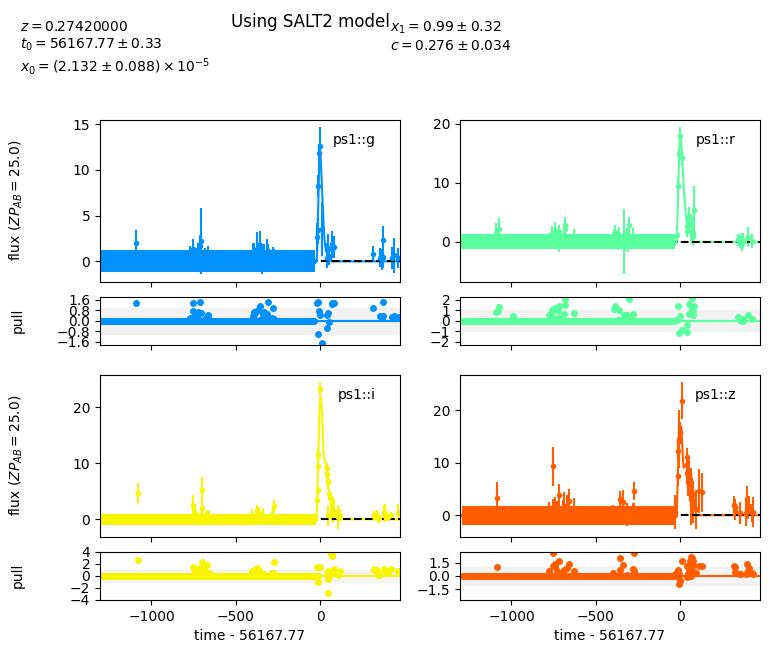 Using SALT2 model
z = 0.27420000
t0 = 56167.77 ± 0.33
x0 = (2.132 ± 0.088) × 10⁻⁵
x1 = 0.99 ± 0.32
c = 0.276 ± 0.034
flux (ZP_AB = 25.0)
15
10
5
0
ps1::g
20
10
0
ps1::r
pull
1.6
0.8
0.0
−0.8
−1.6
2
1
0
−1
−2
flux (ZP_AB = 25.0)
20
10
0
ps1::i
20
10
0
ps1::z
pull
4
2
0
−2
−4
1.5
0.0
−1.5
−1000 −500 0
−1000 −500 0
time - 56167.77
time - 56167.77